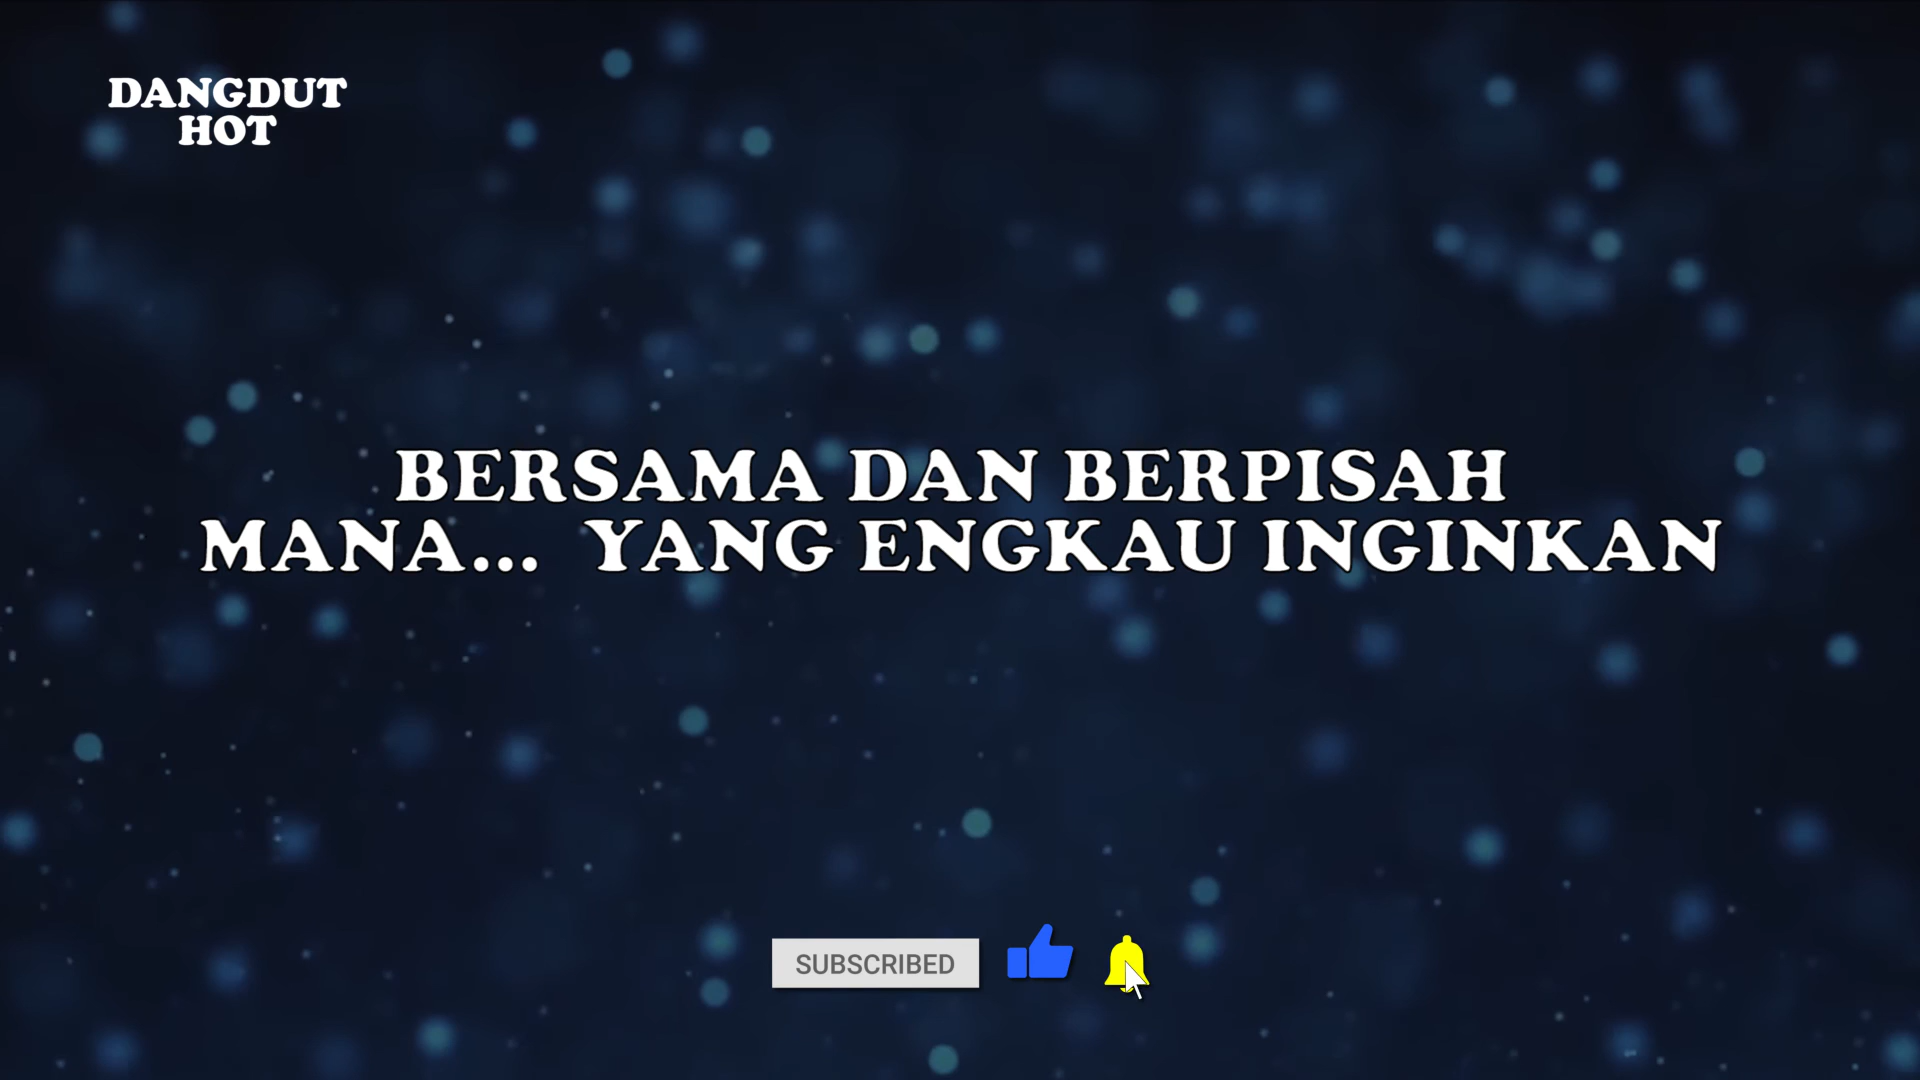 DANGDUT
HOT
BERSAMA DAN BERPISAH
MANA... YANG ENGKAU INGINKAN
SUBSCRIBED